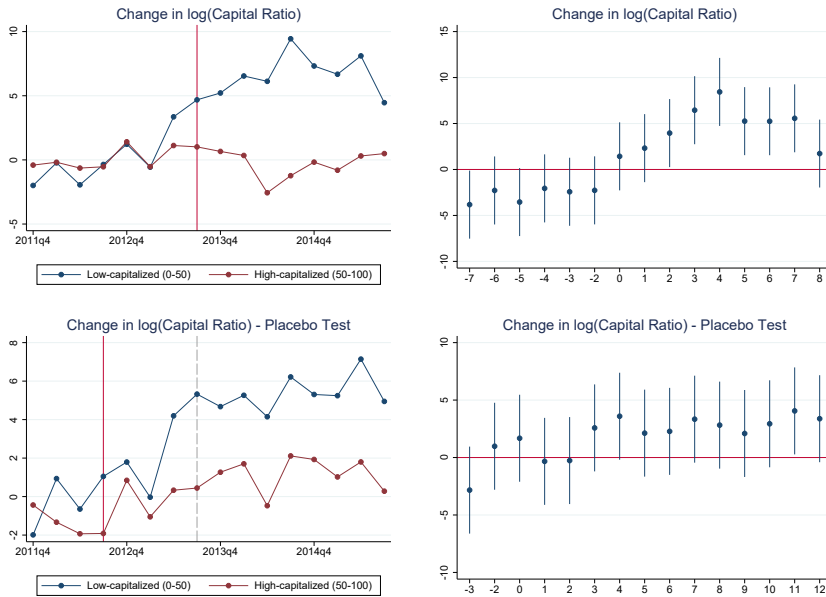 Change in log(Capital Ratio)
10
5
0
-5
2011q4 2012q4 2013q4 2014q4
Low-capitalized (0-50) High-capitalized (50-100)
Change in log(Capital Ratio)
15
10
5
0
-5
-10
-7 -6 -5 -4 -3 -2 0 1 2 3 4 5 6 7 8
Change in log(Capital Ratio) - Placebo Test
8
6
4
2
0
-2
2011q4 2012q4 2013q4 2014q4
Low-capitalized (0-50) High-capitalized (50-100)
Change in log(Capital Ratio) - Placebo Test
10
5
0
-5
-10
-3 -2 0 1 2 3 4 5 6 7 8 9 10 11 12